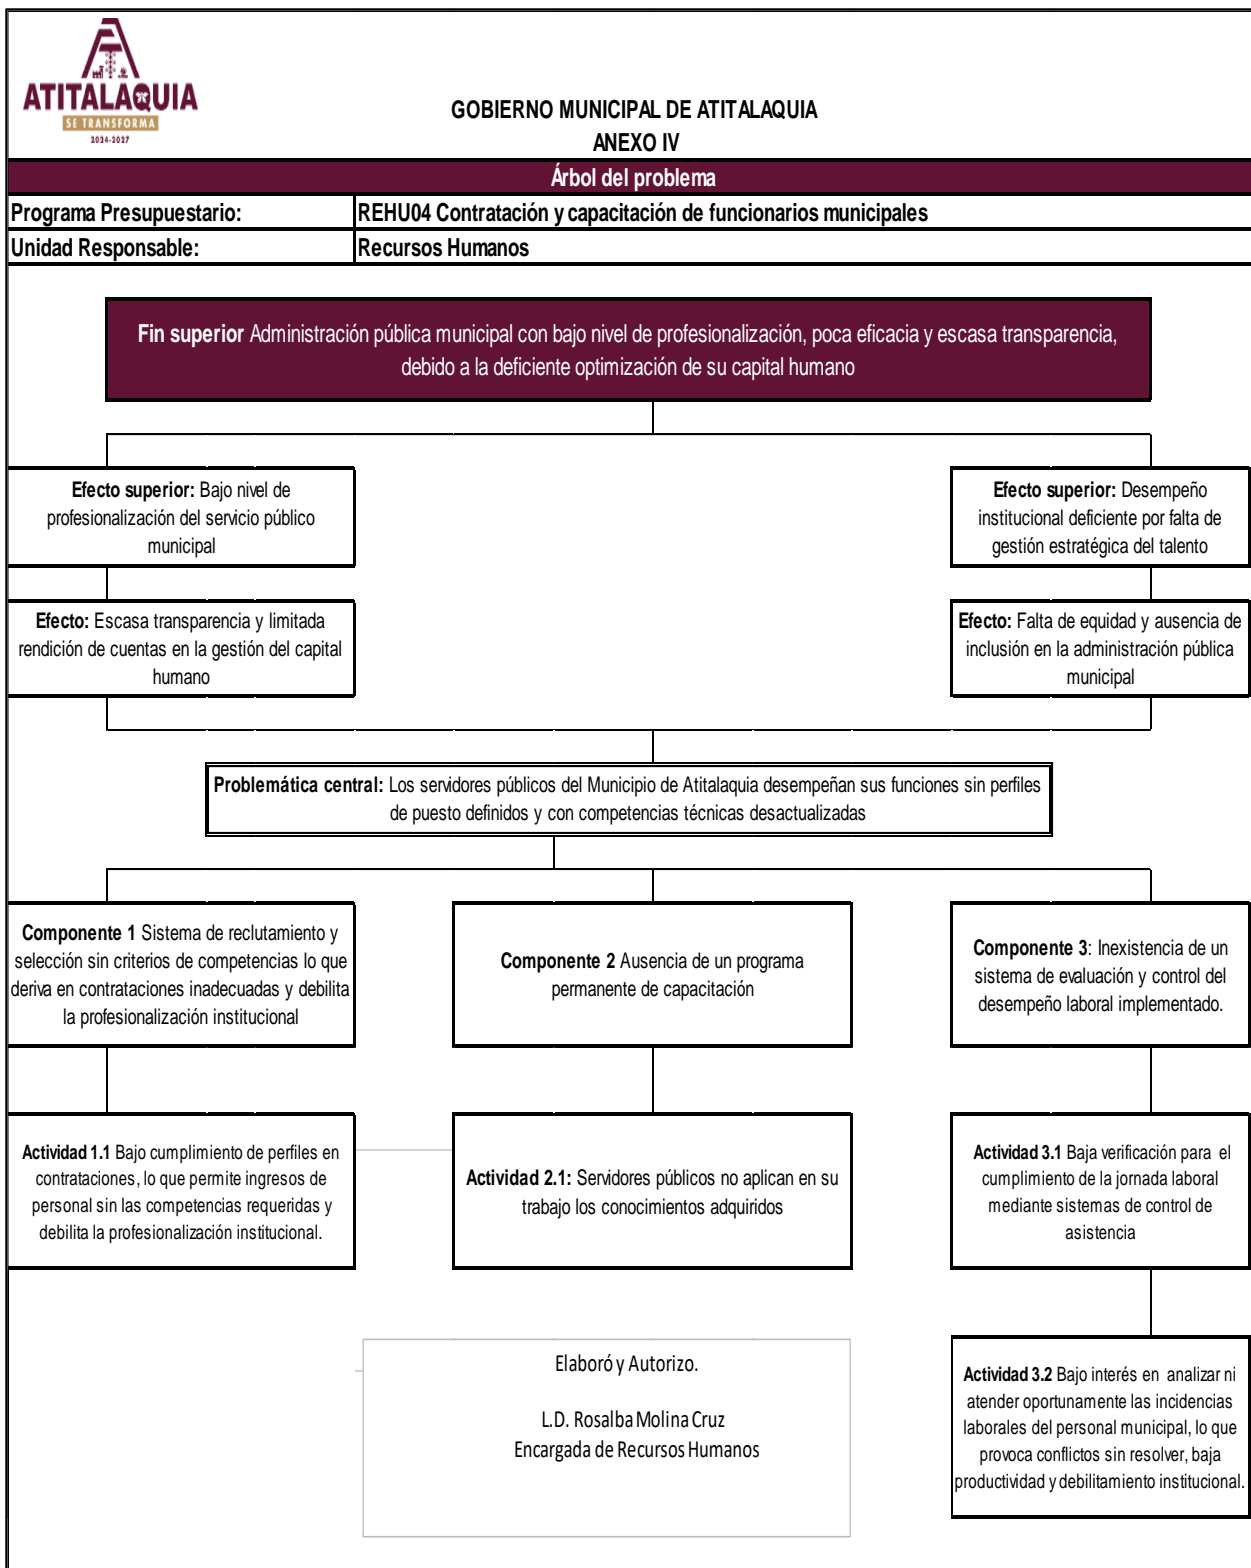 ATITALAQUIA
SE TRANSFORMA
2024-2027
GOBIERNO MUNICIPAL DE ATITALAQUIA
ANEXO IV
Árbol del problema
Programa Presupuestario:
REHU04 Contratación y capacitación de funcionarios municipales
Unidad Responsable:
Recursos Humanos
Fin superior Administración pública municipal con bajo nivel de profesionalización, poca eficacia y escasa transparencia,
debido a la deficiente optimización de su capital humano
Efecto superior: Bajo nivel de
profesionalización del servicio público
municipal
Efecto superior: Desempeño
institucional deficiente por falta de
gestión estratégica del talento
Efecto: Escasa transparencia y limitada
rendición de cuentas en la gestión del capital
humano
Efecto: Falta de equidad y ausencia de
inclusión en la administración pública
municipal
Problemática central: Los servidores públicos del Municipio de Atitalaquia desempeñan sus funciones sin perfiles
de puesto definidos y con competencias técnicas desactualizadas
Componente 1 Sistema de reclutamiento y
selección sin criterios de competencias lo que
deriva en contrataciones inadecuadas y debilita
la profesionalización institucional
Componente 2 Ausencia de un programa
permanente de capacitación
Componente 3: Inexistencia de un
sistema de evaluación y control del
desempeño laboral implementado.
Actividad 1.1 Bajo cumplimiento de perfiles en
contrataciones, lo que permite ingresos de
personal sin las competencias requeridas y
debilita la profesionalización institucional.
Actividad 2.1: Servidores públicos no aplican en su
trabajo los conocimientos adquiridos
Actividad 3.1 Baja verificación para el
cumplimiento de la jornada laboral
mediante sistemas de control de
asistencia
Elaboró y Autorizo.
L.D. Rosalba Molina Cruz
Encargada de Recursos Humanos
Actividad 3.2 Bajo interés en analizar ni
atender oportunamente las incidencias
laborales del personal municipal, lo que
provoca conflictos sin resolver, baja
productividad y debilitamiento institucional.